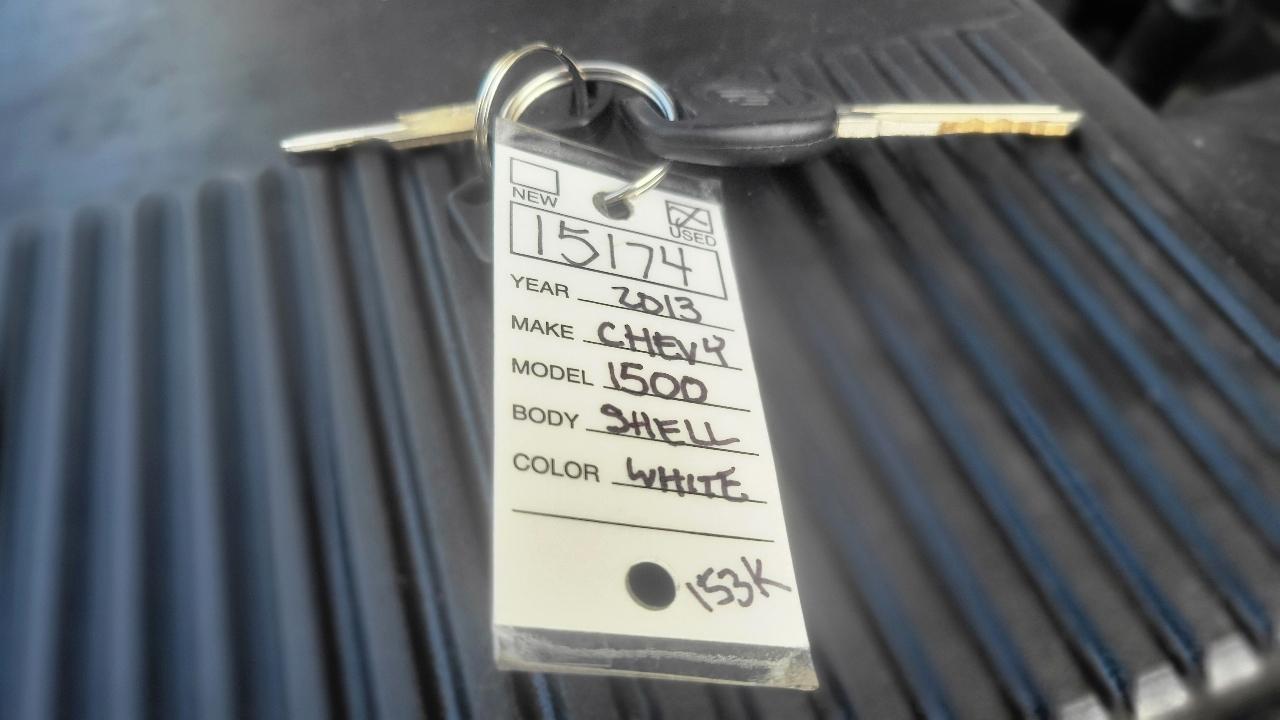 NEW USED
15174
YEAR 2013
MAKE CHEVY
MODEL 1500
BODY SHELL
COLOR WHITE
153K